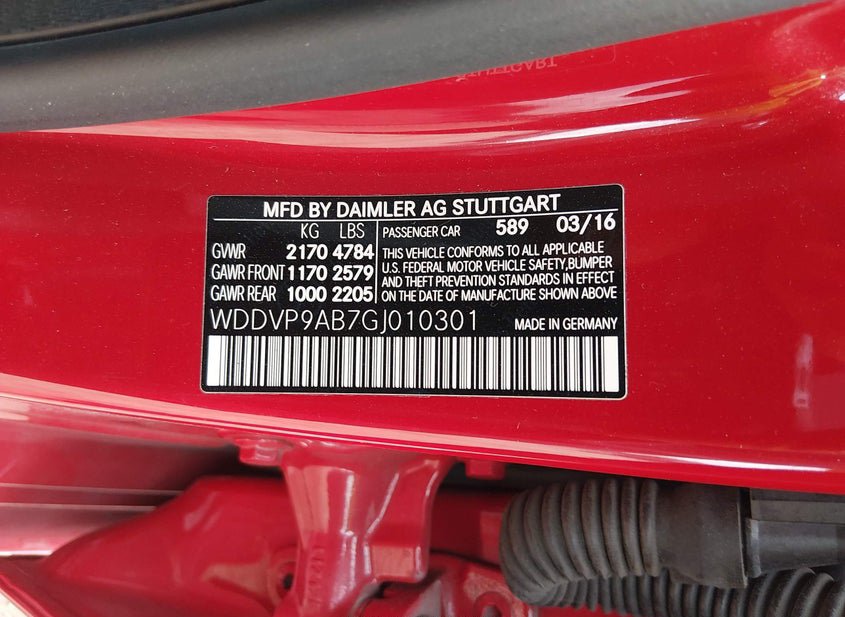 MFD BY DAIMLER AG STUTTGART
KG LBS
GVWR 2170 4784
GAWR FRONT 1170 2579
GAWR REAR 1000 2205
PASSENGER CAR 589 03/16
THIS VEHICLE CONFORMS TO ALL APPLICABLE
U.S. FEDERAL MOTOR VEHICLE SAFETY,BUMPER
AND THEFT PREVENTION STANDARDS IN EFFECT
ON THE DATE OF MANUFACTURE SHOWN ABOVE
WDDVP9AB7GJ010301 MADE IN GERMANY